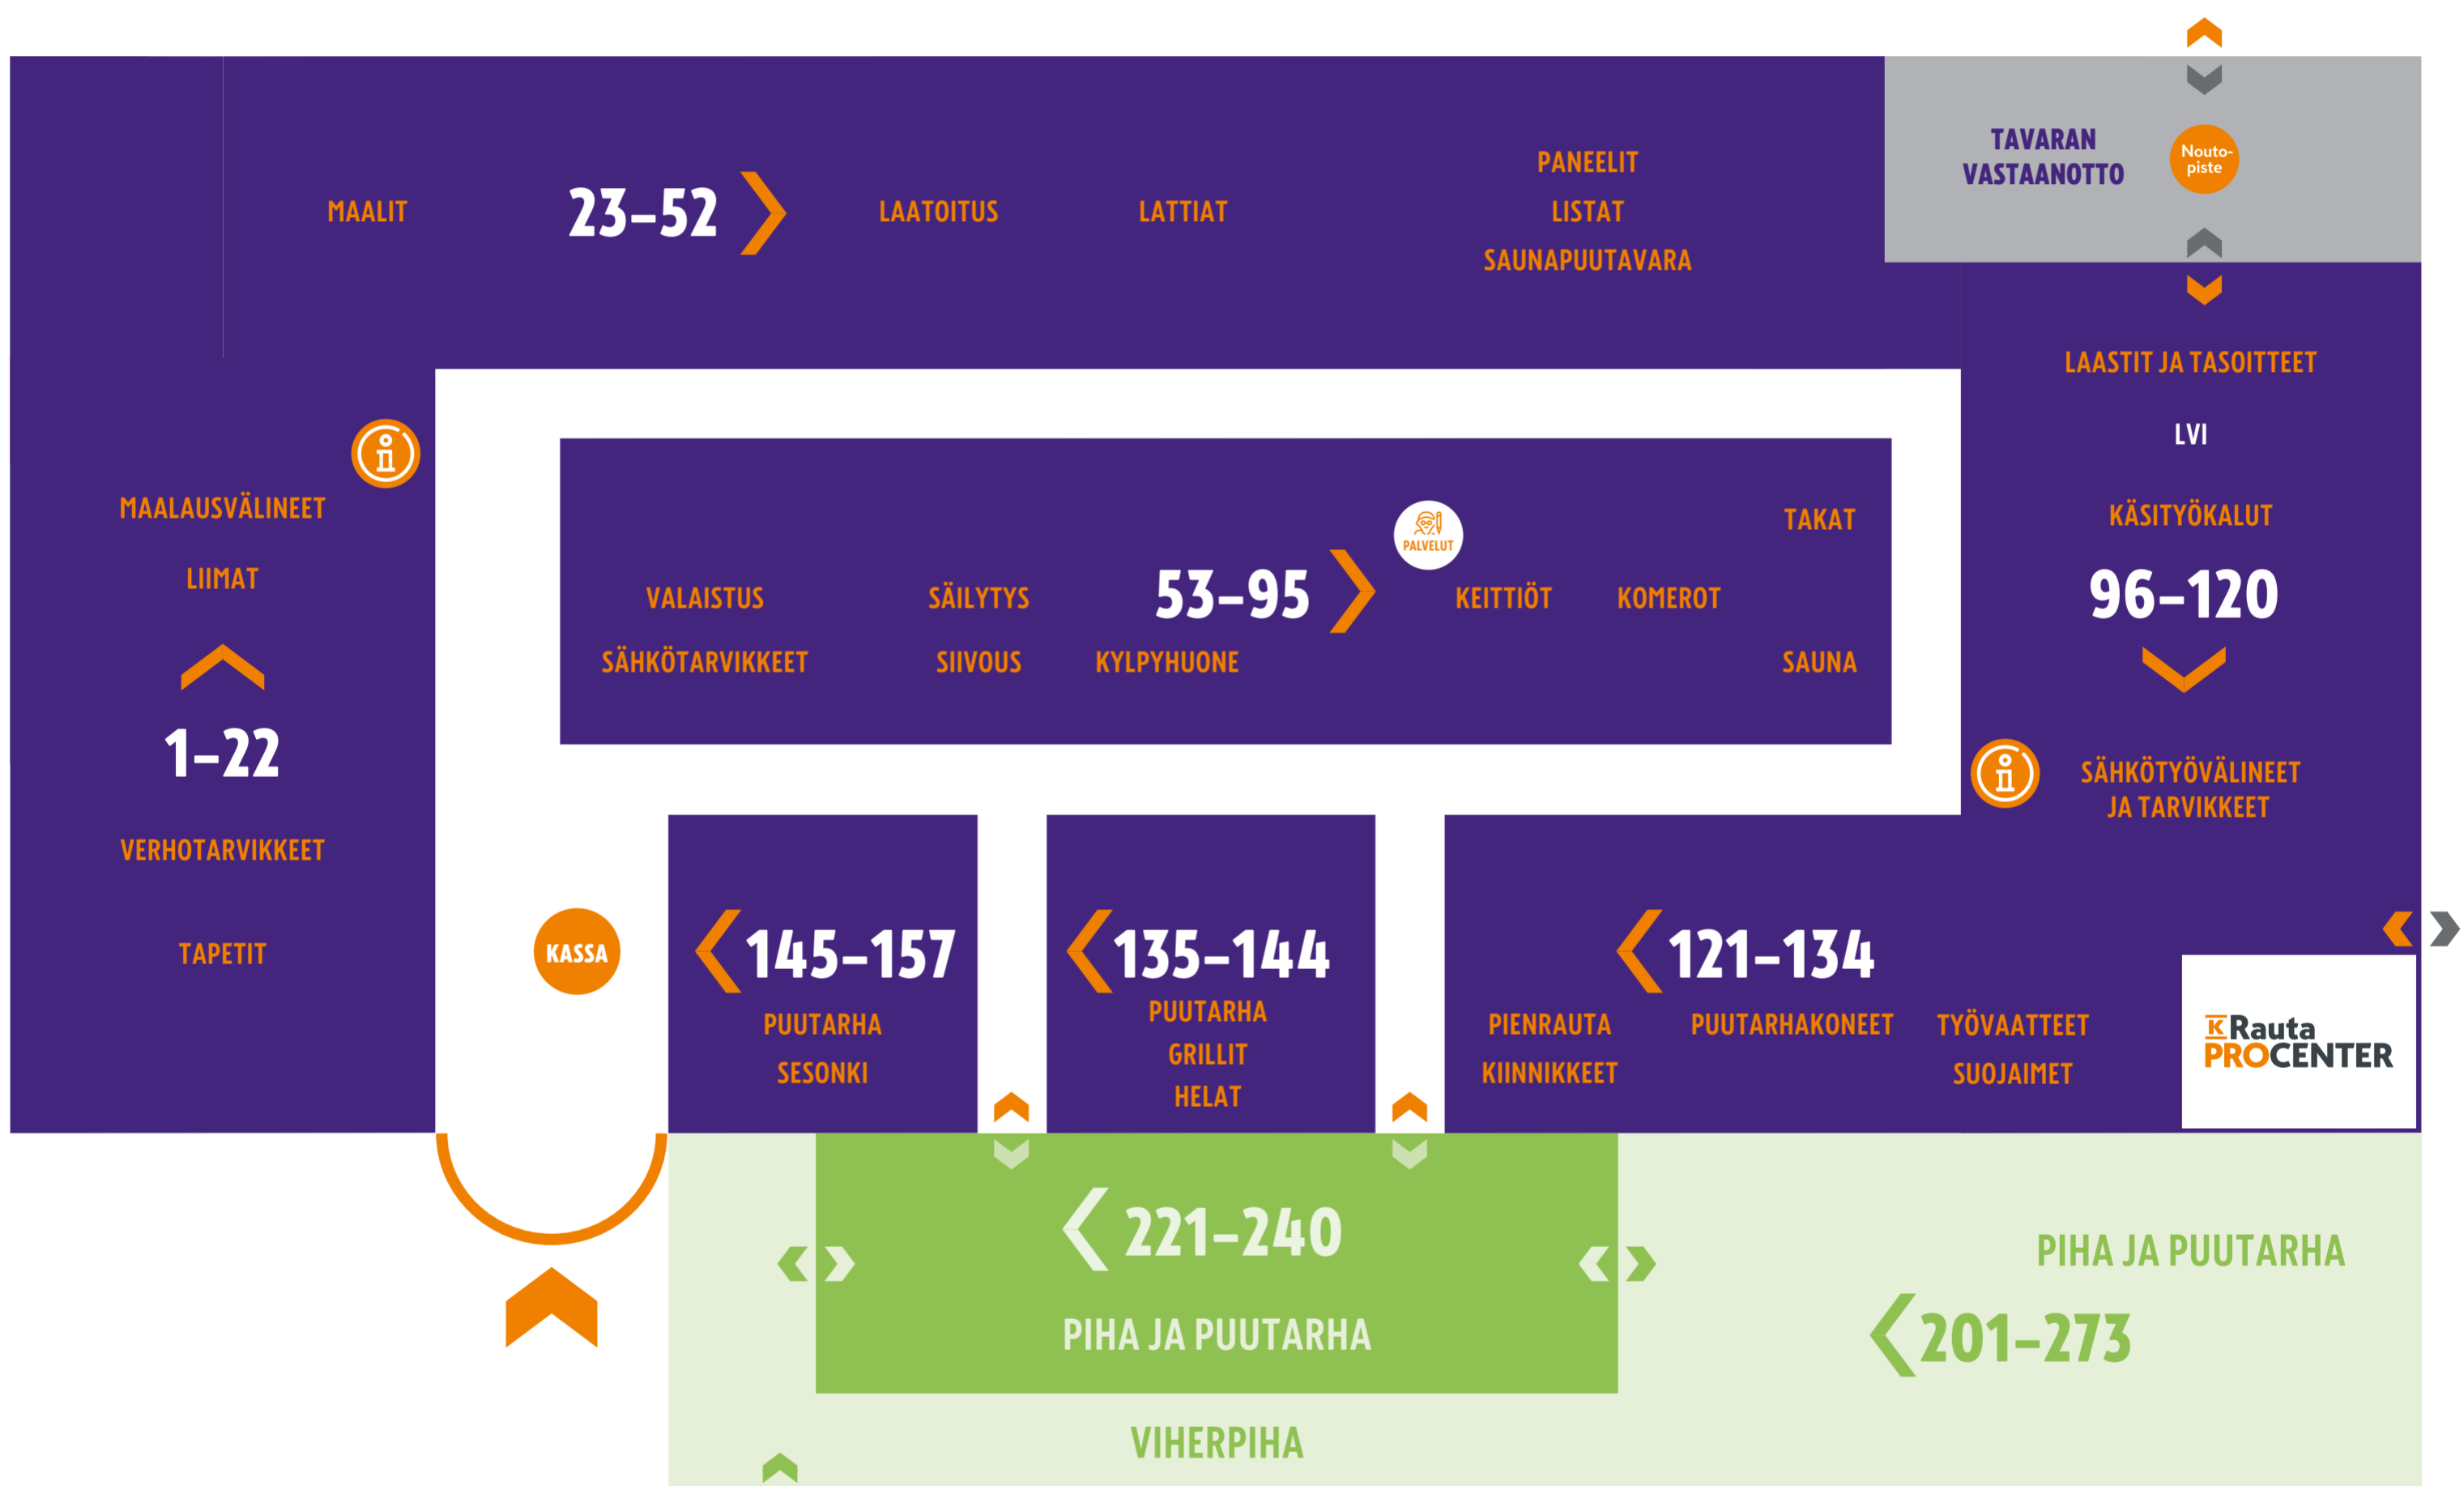 TAVARAN
VASTAANOTTO
Nouto-
piste
MAALIT
23–52
LAATOITUS
LATTIAT
PANEELIT
LISTAT
SAUNAPUUTAVARA
LAASTIT JA TASOITTEET
LVI
KÄSITYÖKALUT
96–120
SÄHKÖTYÖVÄLINEET
JA TARVIKKEET
MAALAUSVÄLINEET
LIIMAT
1–22
VERHOTARVIKKEET
TAPETIT
VALAISTUS
SÄHKÖTARVIKKEET
SÄILYTYS
SIIVOUS
53–95
KYLPYHUONE
PALVELUT
KEITTIÖT
KOMEROT
TAKAT
SAUNA
KASSA
145–157
PUUTARHA
SESONKI
135–144
PUUTARHA
GRILLIT
HELAT
121–134
PIENRAUTA
KIINNIKKEET
PUUTARHAKONEET
TYÖVAATTEET
SUOJAIMET
K Rauta
PROCENTER
221–240
PIHA JA PUUTARHA
PIHA JA PUUTARHA
201–273
VIHERPIHA